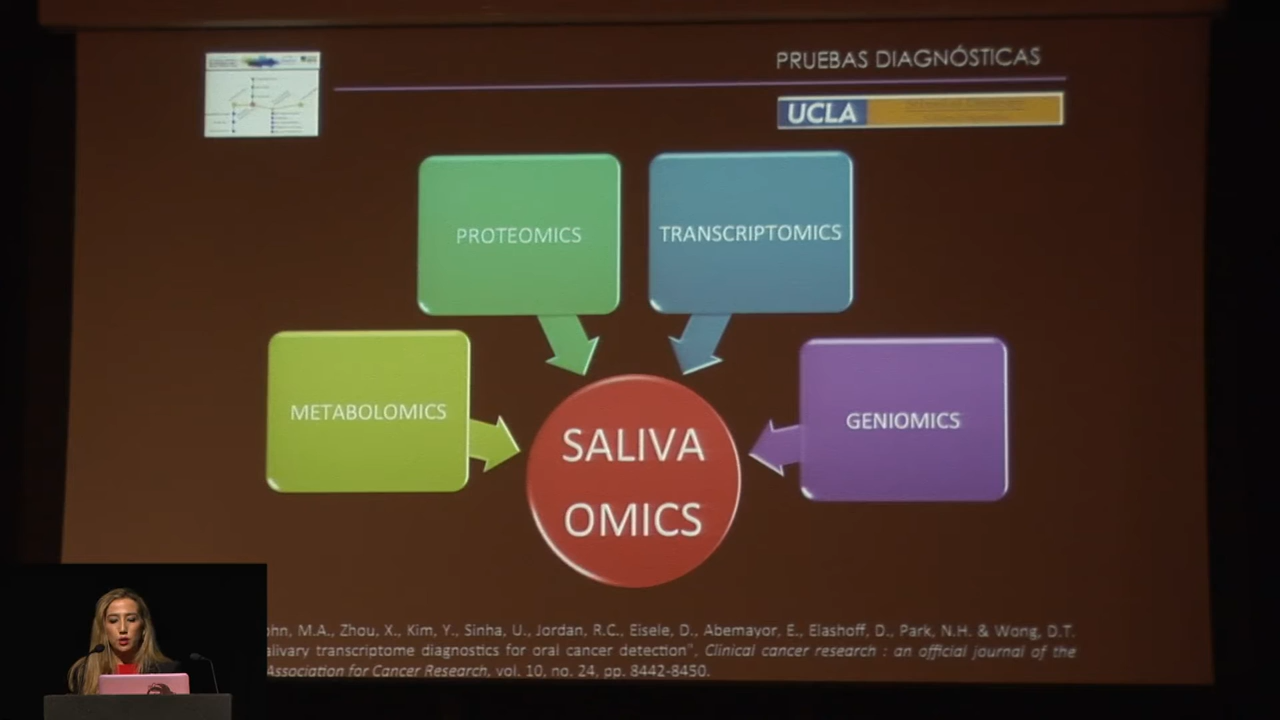 PRUEBAS DIAGNÓSTICAS
UCLA
PROTEOMICS
TRANSCRIPTOMICS
METABOLOMICS
GENIOMICS
SALIVA
OMICS
ohn, M.A., Zhou, X., Kim, Y., Sinha, U., Jordan, R.C., Eisele, D., Abemayor, E., Elashoff, D., Park, N.H. & Wong, D.T.
alivary transcriptome diagnostics for oral cancer detection", Clinical cancer research : an official journal of the
Association for Cancer Research, vol. 10, no. 24, pp. 8442-8450.